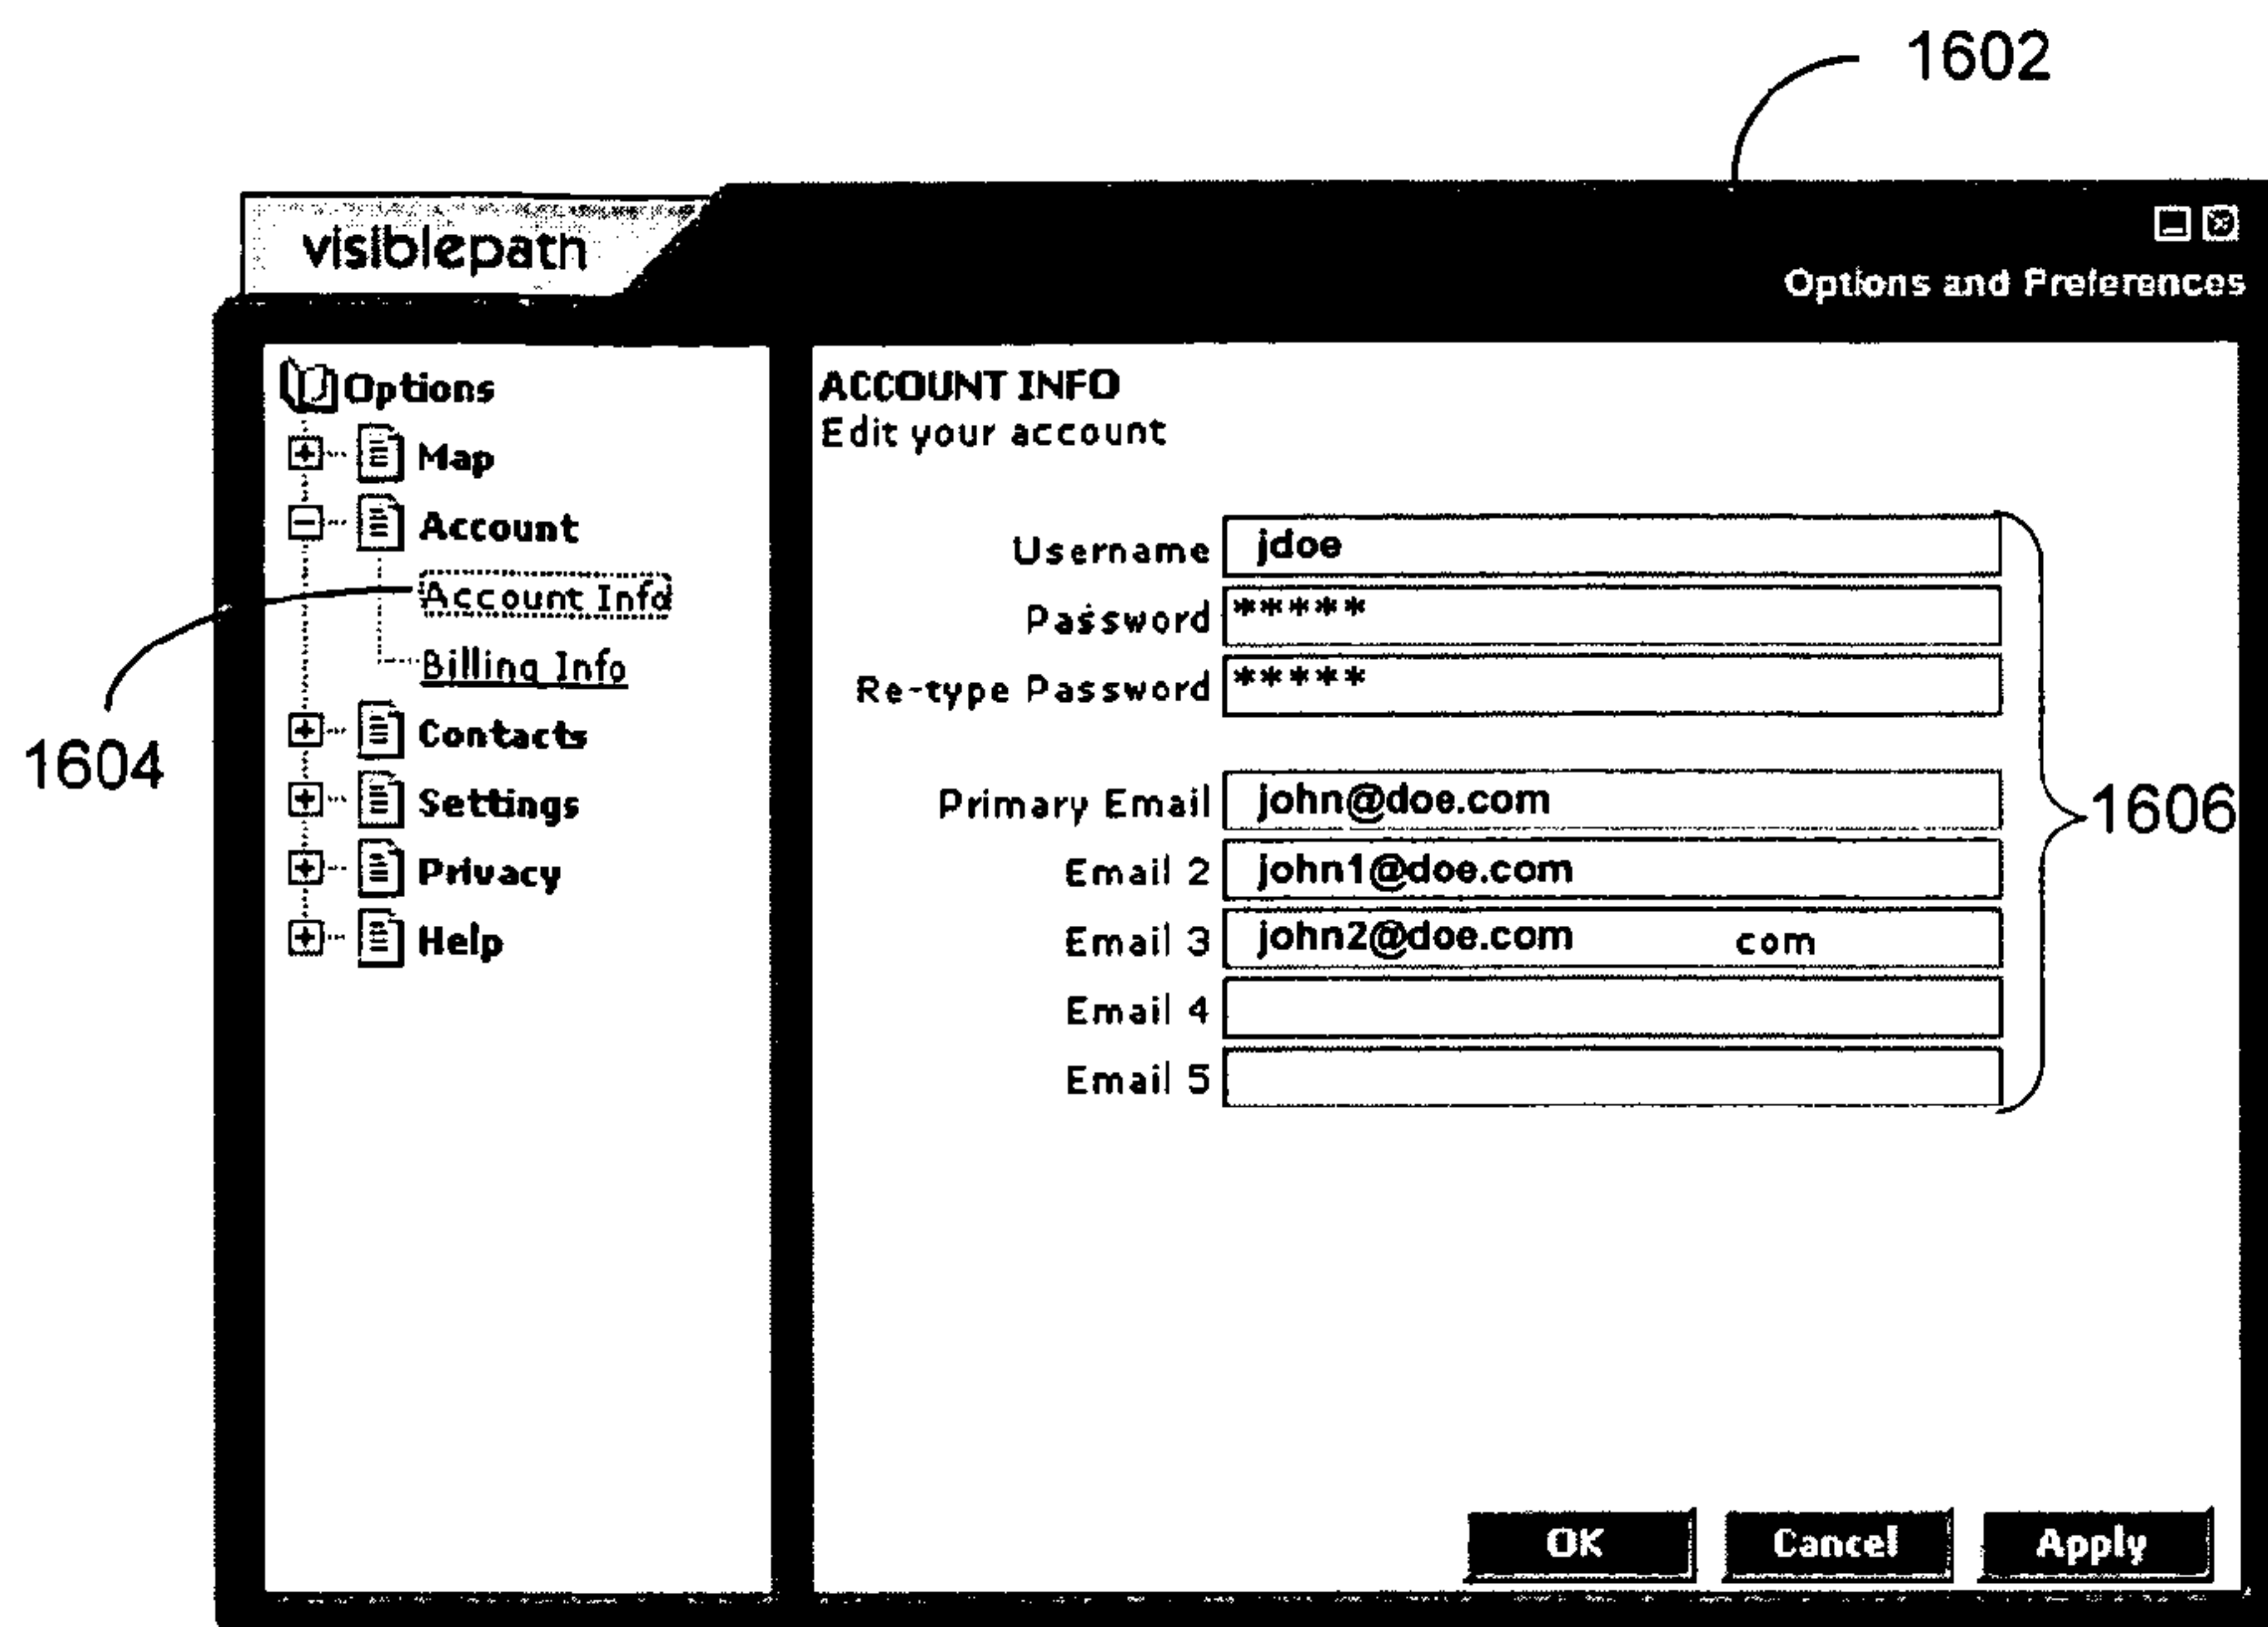 1602
visiblepath
Options and Preferences
Options
Map
Account
Account Info
Billing Info
Contacts
Settings
Privacy
Help
1604
ACCOUNT INFO
Edit your account
Username jdoe
Password *****
Re-type Password *****
Primary Email john@doe.com
Email 2 john1@doe.com
Email 3 john2@doe.com com
Email 4
Email 5
1606
OK Cancel Apply